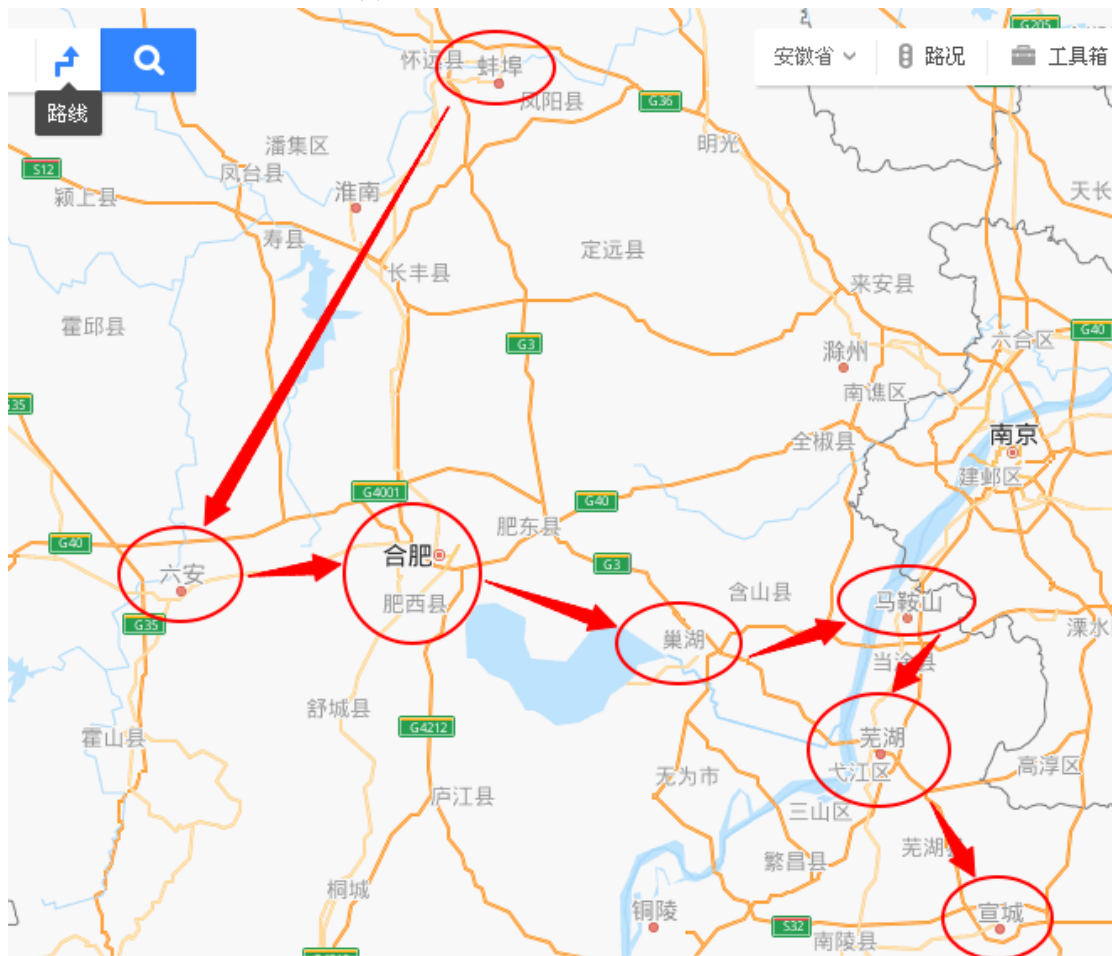 G205
蚌埠
怀远县
安徽省
路况
工具箱
路线
凤阳县
G36
潘集区
明光
S12
凤台县
颍上县
淮南
天长
寿县
定远县
长丰县
来安县
霍邱县
G40
G3
六合区
滁州
南谯区
G35
全椒县
南京
建邺区
G4001
G40
肥东县
G40
合肥
六安
G3
含山县
肥西县
马鞍山
G35
溧水
巢湖
当涂县
舒城县
G4212
芜湖
霍山县
弋江区
高淳区
无为市
庐江县
三山区
芜湖县
繁昌县
桐城
铜陵
宣城
S32
南陵县